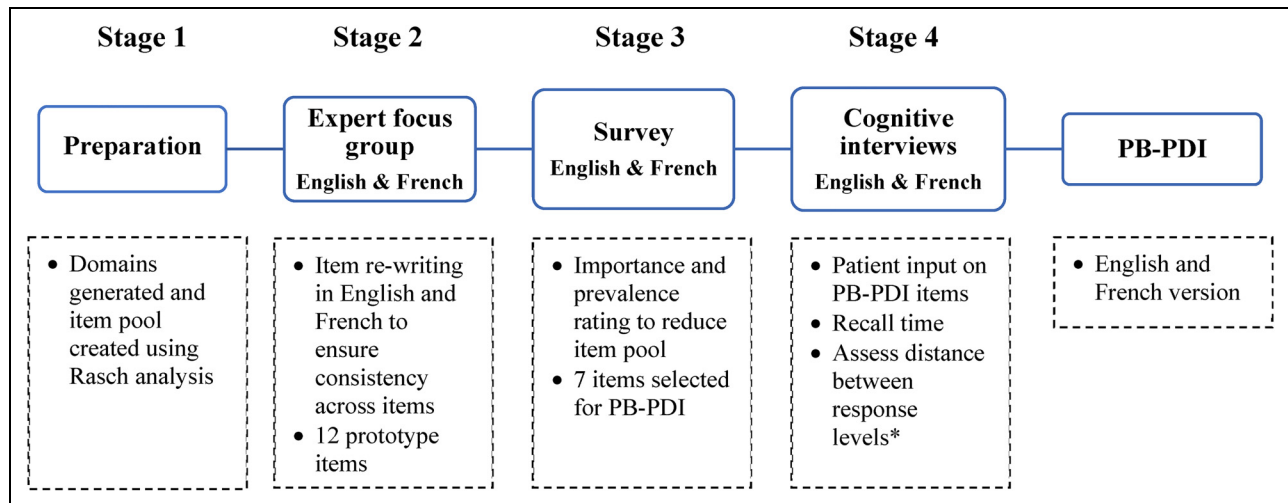 Stage 1
Stage 2
Stage 3
Stage 4
Preparation
Expert focus
group
English & French
Survey
English & French
Cognitive
interviews
English & French
PB-PDI
• Domains
generated and
item pool
created using
Rasch analysis
• Item re-writing
in English and
French to
ensure
consistency
across items
• 12 prototype
items
• Importance and
prevalence
rating to reduce
item pool
• 7 items selected
for PB-PDI
• Patient input on
PB-PDI items
• Recall time
• Assess distance
between
response
levels*
• English and
French version